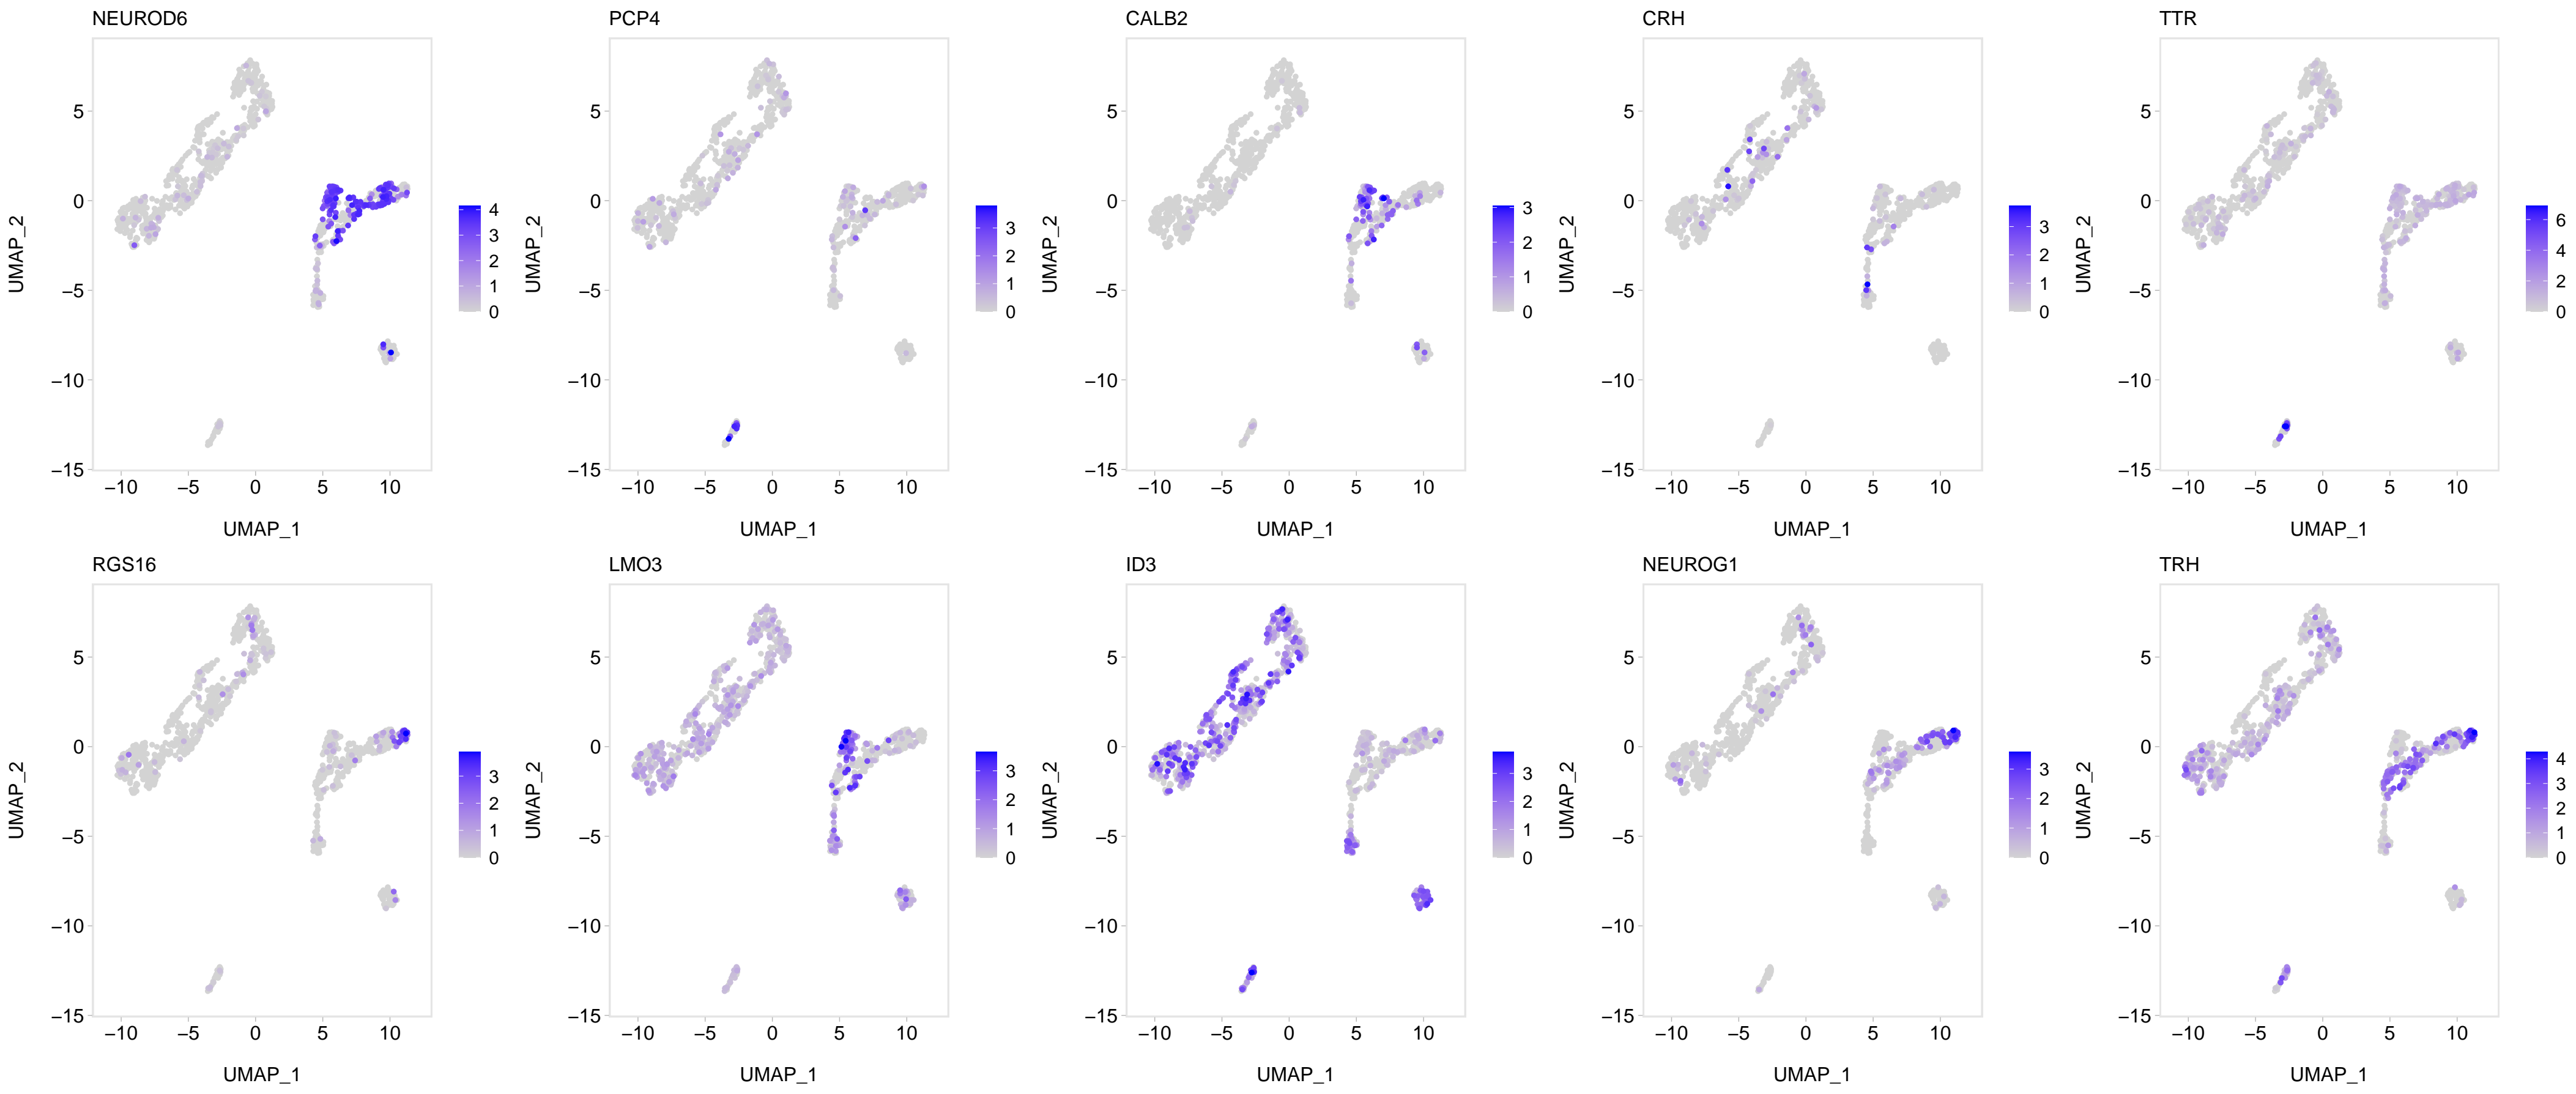 NEUROD6 PCP4 CALB2 CRH TTR
5 5 5 5 5
0 0 0 0 0
4 3 3 3 6
3 2 2 2 4
2 1 1 1 2
1 0 0 0 0
0
−5 −5 −5 −5 −5
−10 −10 −10 −10 −10
−15 −15 −15 −15 −15
UMAP_2 UMAP_2 UMAP_2 UMAP_2 UMAP_2
−10 −5 0 5 10 −10 −5 0 5 10 −10 −5 0 5 10 −10 −5 0 5 10 −10 −5 0 5 10
UMAP_1 UMAP_1 UMAP_1 UMAP_1 UMAP_1
RGS16 LMO3 ID3 NEUROG1 TRH
5 5 5 5 5
0 0 0 0 0
3 3 3 3 4
2 2 2 2 3
1 1 1 1 2
0 0 0 0 1
0
−5 −5 −5 −5 −5
−10 −10 −10 −10 −10
−15 −15 −15 −15 −15
UMAP_2 UMAP_2 UMAP_2 UMAP_2 UMAP_2
−10 −5 0 5 10 −10 −5 0 5 10 −10 −5 0 5 10 −10 −5 0 5 10 −10 −5 0 5 10
UMAP_1 UMAP_1 UMAP_1 UMAP_1 UMAP_1